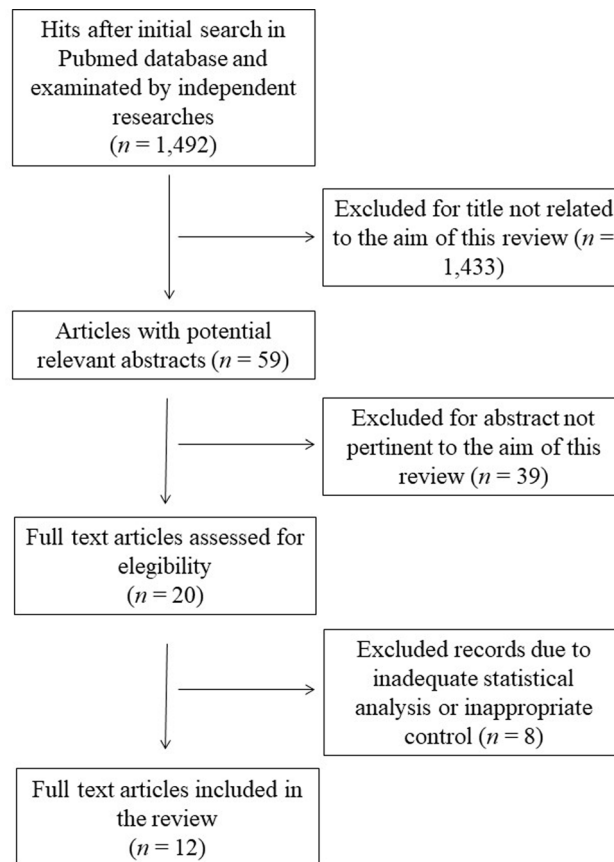 Hits after initial search in
Pubmed database and
examinated by independent
researches
(n = 1,492)
Excluded for title not related
to the aim of this review (n =
1,433)
Articles with potential
relevant abstracts (n = 59)
Excluded for abstract not
pertinent to the aim of this
review (n = 39)
Full text articles assessed for
elegibility
(n = 20)
Excluded records due to
inadequate statistical
analysis or inappropriate
control (n = 8)
Full text articles included in
the review
(n = 12)